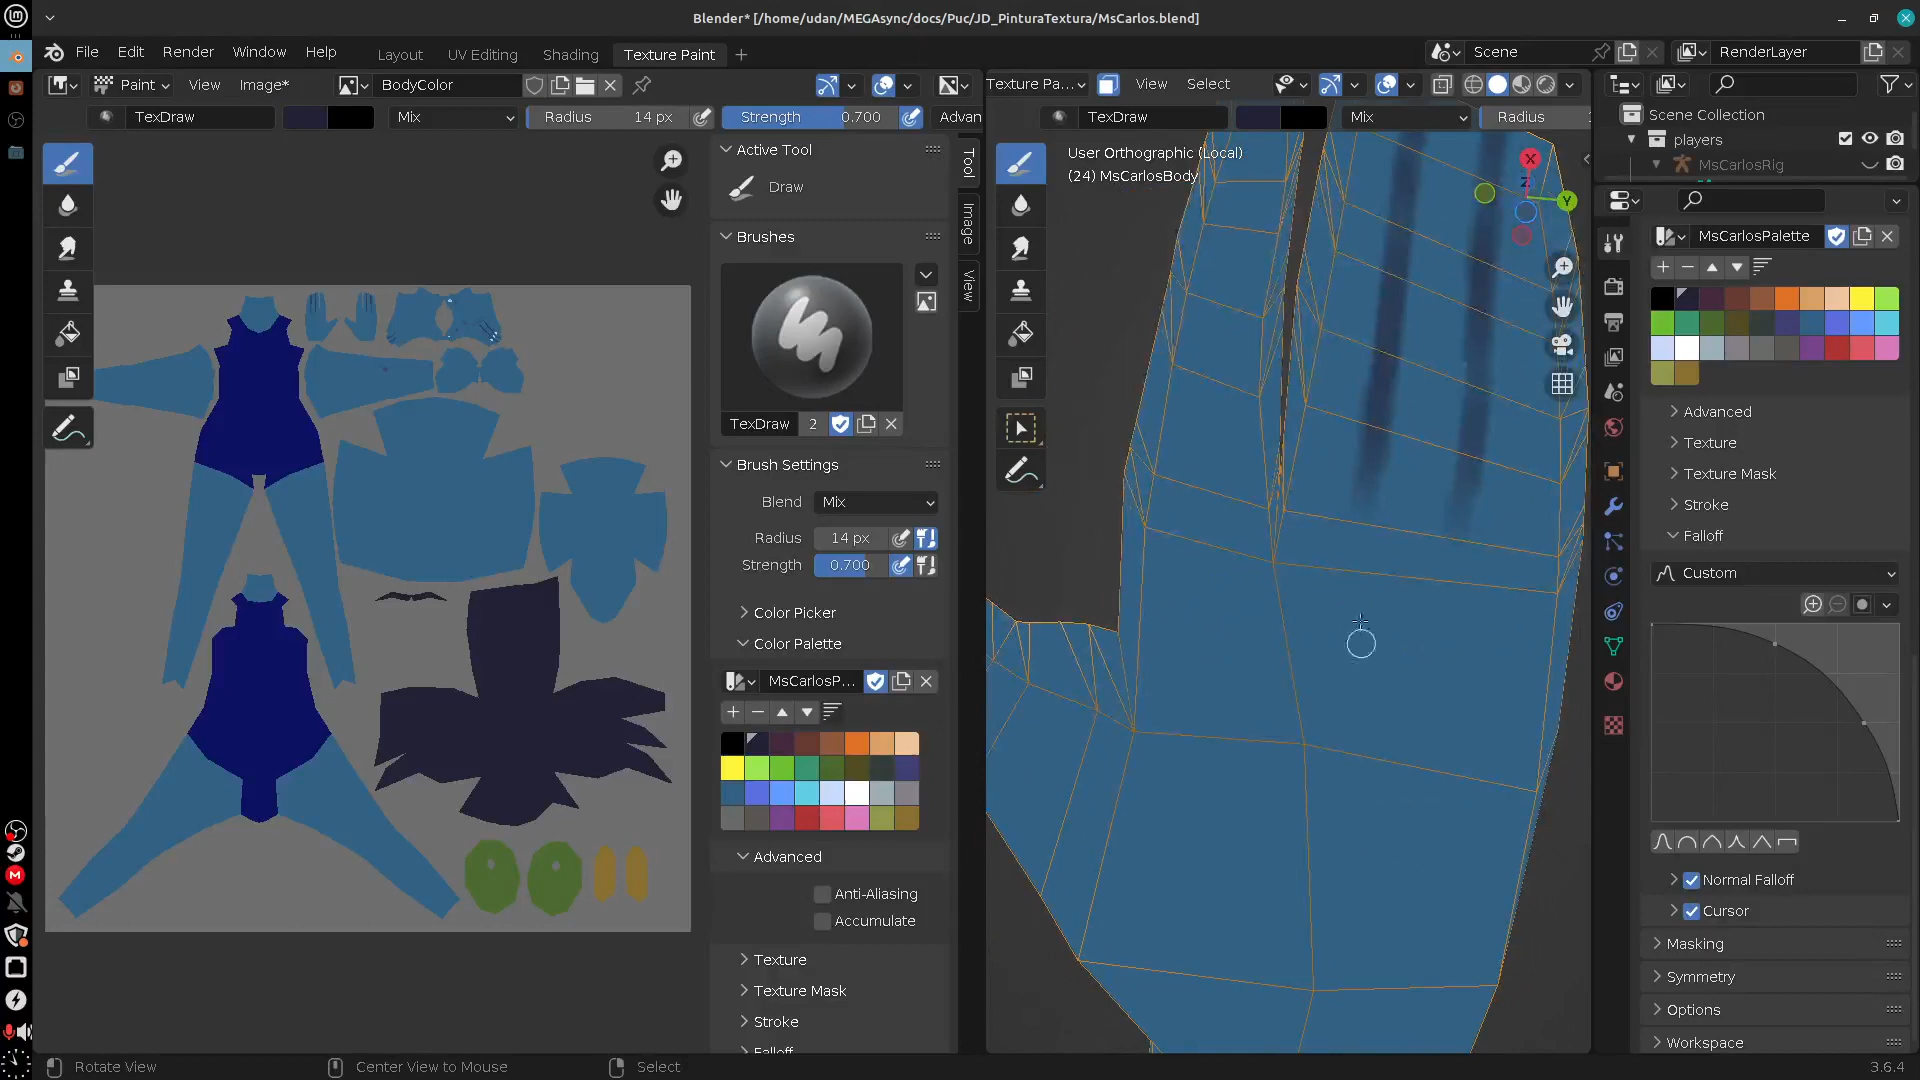 Blender* [/home/udan/MEGAsync/docs/Puc/JD_PinturaTextura/MsCarlos.blend]
File Edit Render Window Help Layout UV Editing Shading Texture Paint Scene RenderLayer
Paint View Image* BodyColor Texture Pa... View Select
TexDraw Mix Radius 14 px Strength 0.700 Advan TexDraw Mix Radius
Scene Collection
players
MsCarlosRig
Active Tool
Draw
Tool
Image
View
Brushes
TexDraw 2
Brush Settings
Blend Mix
Radius 14 px
Strength 0.700
Color Picker
Color Palette
MsCarlosP...
Advanced
Anti-Aliasing
Accumulate
Texture
Texture Mask
Stroke
Falloff
User Orthographic (Local)
(24) MsCarlosBody
X
Y
Z
MsCarlosPalette
Advanced
Texture
Texture Mask
Stroke
Falloff
Custom
Normal Falloff
Cursor
Masking
Symmetry
Options
Workspace
Rotate View Center View to Mouse Select 3.6.4